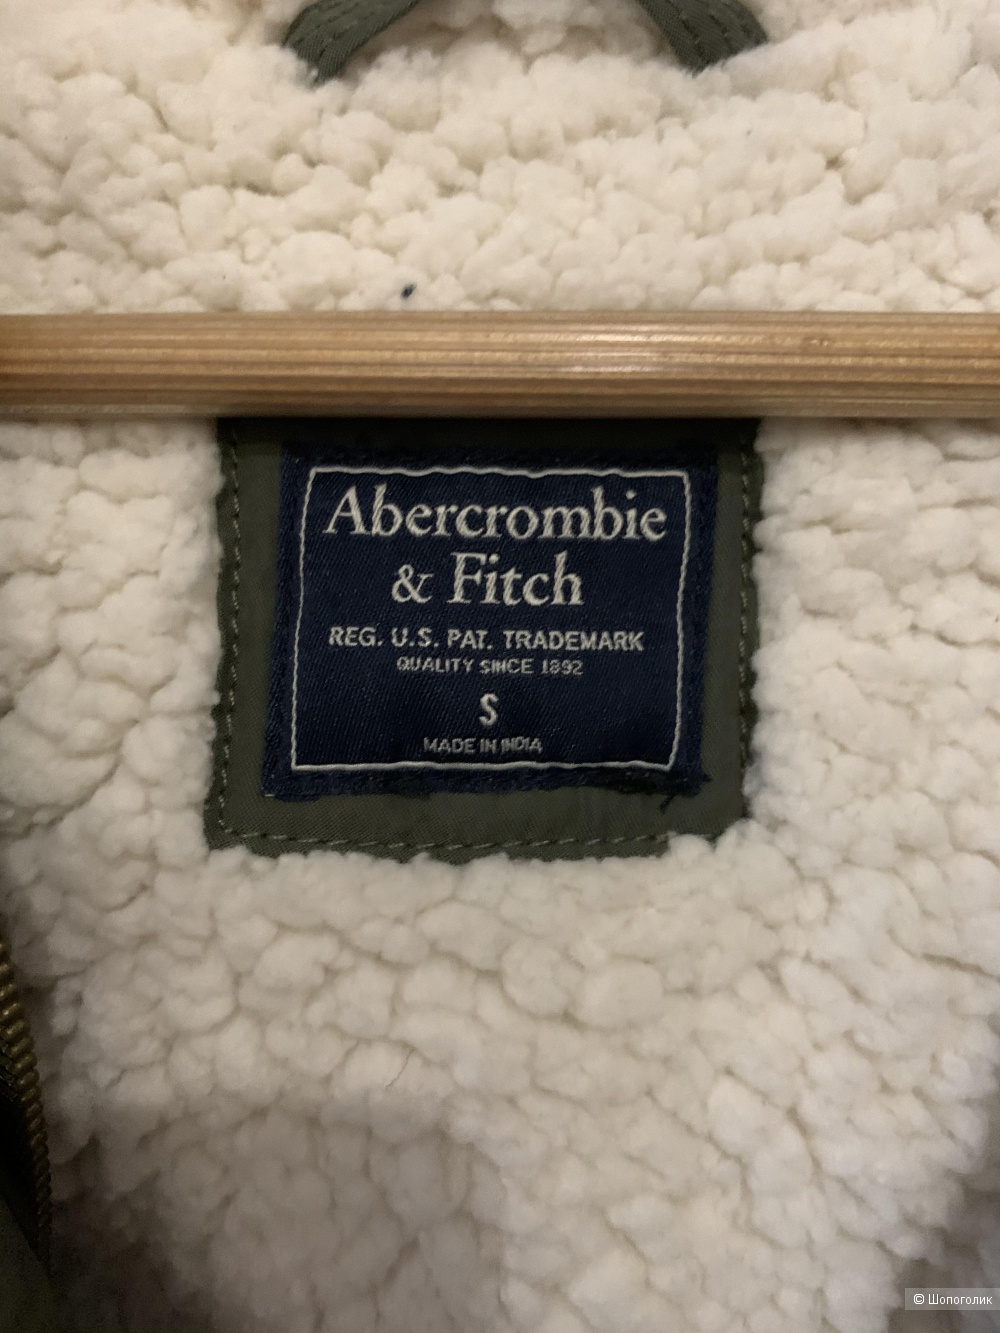 Abercrombie
& Fitch
REG. U.S. PAT. TRADEMARK
QUALITY SINCE 1892
S
MADE IN INDIA
© Шопоголик